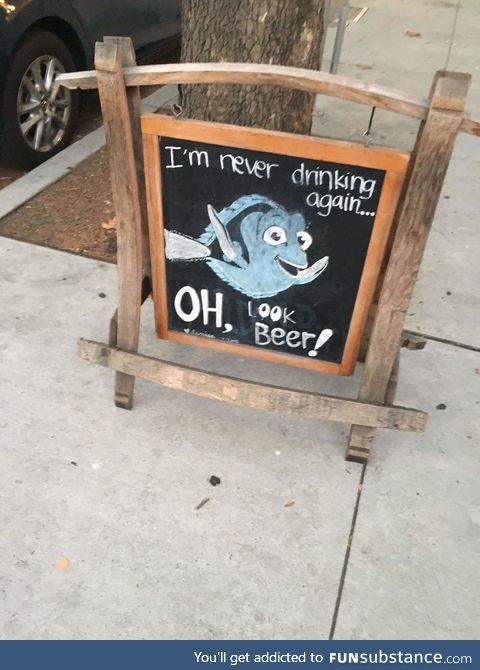 I'm never drinking
again...
OH, LOOK
Beer!
You'll get addicted to FUNsubstance.com